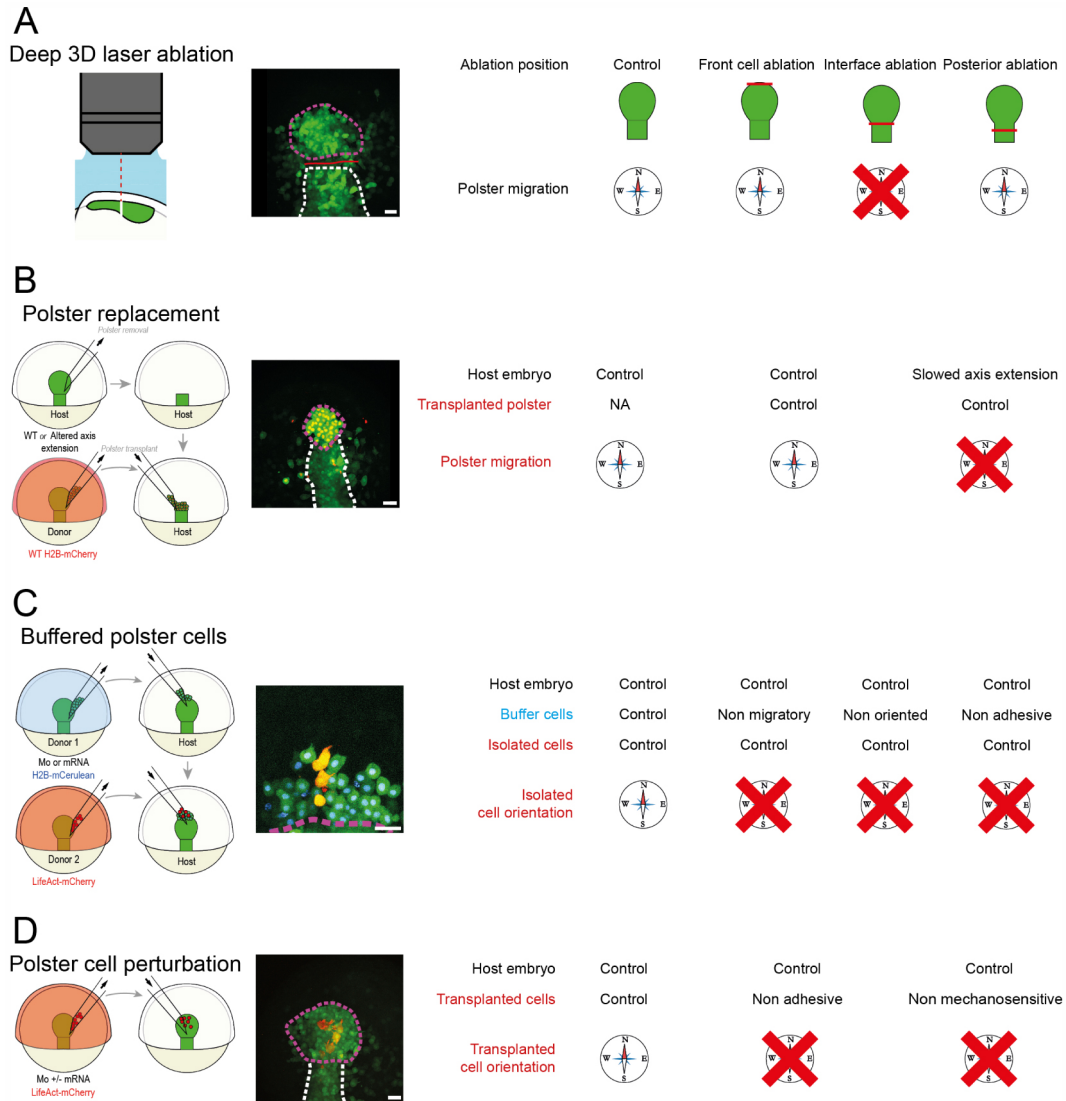 A
Deep 3D laser ablation
Ablation position Control Front cell ablation Interface ablation Posterior ablation
Polster migration
N W E S
N W E S
N W E S
N W E S
B
Polster replacement
Polster removal
Host Host
WT or Altered axis
extension
Polster transplant
Donor Host
WT H2B-mCherry
Host embryo Control Control Slowed axis extension
Transplanted polster NA Control Control
Polster migration
N W E S
N W E S
N W E S
C
Buffered polster cells
Donor 1 Host
Mo or mRNA
H2B-mCerulean
Donor 2 Host
LifeAct-mCherry
Host embryo Control Control Control Control
Buffer cells Control Non migratory Non oriented Non adhesive
Isolated cells Control Control Control Control
Isolated
cell orientation
N W E S
N W E S
N W E S
N W E S
D
Polster cell perturbation
Mo +/- mRNA
LifeAct-mCherry
Host embryo Control Control Control
Transplanted cells Control Non adhesive Non mechanosensitive
Transplanted
cell orientation
N W E S
N W E S
N W E S